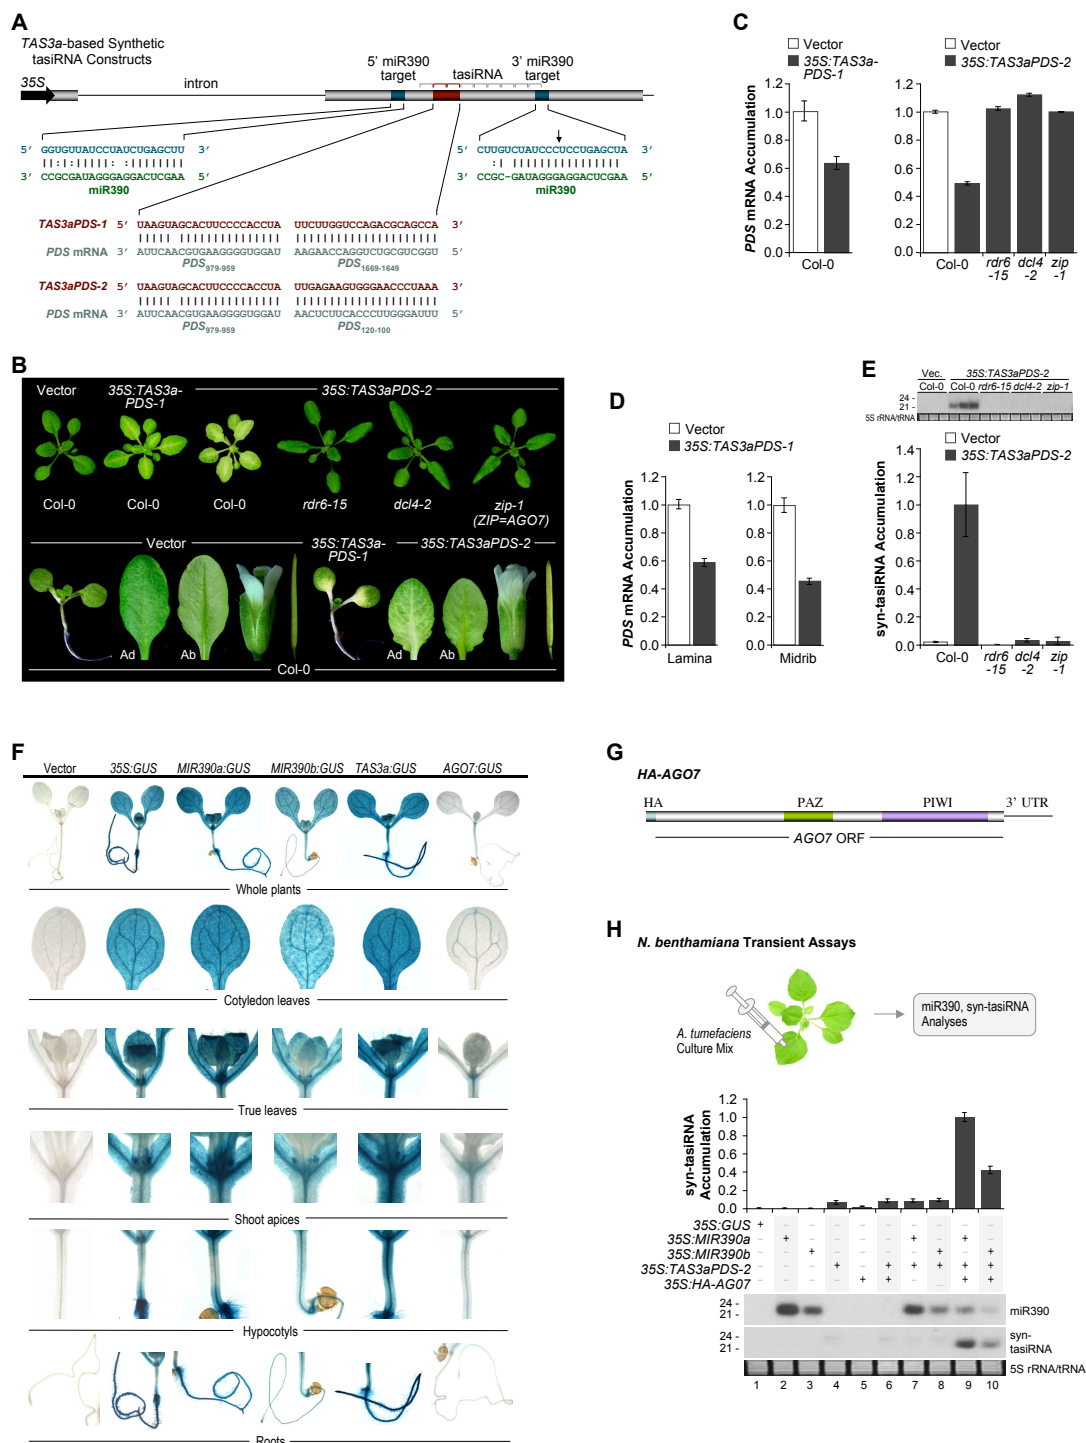 A
TAS3a-based Synthetic
tasiRNA Constructs
35S
intron
5' miR390
target
tasiRNA
3' miR390
target
5' GGUGUUAUCCUAUCUGAGCUU 3'
3' CCGCGAUAGGGAGGACUCGAA 5'
miR390
5' CUUGUCUAUCCCUCCUGAGCUA 3'
3' CCGC-GAUAGGGAGGACUCGAA 5'
miR390
TAS3aPDS-1 5' UAAGUAGCACUUCCCCACCUA UUCUUGGUCCAGACGCAGCCA 3'
PDS mRNA 3' AUUCAACGUGAAGGGGUGGAU AAGAACCAGGUCUGCGUCGGU 5'
PDS979-959 PDS1669-1649
TAS3aPDS-2 5' UAAGUAGCACUUCCCCACCUA UUGAGAAGUGGGAACCCUAAA 3'
PDS mRNA 3' AUUCAACGUGAAGGGGUGGAU AACUCUUCACCCUUGGGAUUU 5'
PDS979-959 PDS120-100
B
Vector
35S:TAS3a-
PDS-1
35S:TAS3aPDS-2
Col-0 Col-0 Col-0 rdr6-15 dcl4-2 zip-1
(ZIP=AGO7)
Vector
35S:TAS3a-
PDS-1
35S:TAS3aPDS-2
Ad Ab Ad Ab
Col-0
C
Vector
35S:TAS3a-
PDS-1
Vector
35S:TAS3aPDS-2
PDS mRNA Accumulation
1.2
1.0
0.8
0.6
0.4
0.2
0.0
Col-0
1.2
1.0
0.8
0.6
0.4
0.2
0.0
Col-0
rdr6
-15
dcl4
-2
zip
-1
D
Vector
35S:TAS3aPDS-1
PDS mRNA Accumulation
1.2
1.0
0.8
0.6
0.4
0.2
0.0
Lamina
1.2
1.0
0.8
0.6
0.4
0.2
0.0
Midrib
E
Vec. 35S:TAS3aPDS-2
Col-0 Col-0 rdr6-15 dcl4-2 zip-1
24 -
21 -
5S rRNA/tRNA
Vector
35S:TAS3aPDS-2
syn-tasiRNA Accumulation
1.4
1.2
1.0
0.8
0.6
0.4
0.2
0.0
Col-0
rdr6
-15
dcl4
-2
zip
-1
F
Vector 35S:GUS MIR390a:GUS MIR390b:GUS TAS3a:GUS AGO7:GUS
Whole plants
Cotyledon leaves
True leaves
Shoot apices
Hypocotyls
Roots
G
HA-AGO7
HA PAZ PIWI 3' UTR
AGO7 ORF
H
N. benthamiana Transient Assays
A. tumefaciens
Culture Mix
miR390, syn-tasiRNA
Analyses
syn-tasiRNA
Accumulation
1.2
1.0
0.8
0.6
0.4
0.2
0.0
35S:GUS + – – – – – – – – –
35S:MIR390a – + – – – – + – + –
35S:MIR390b – – + – – – – + – +
35S:TAS3aPDS-2 – – – + – + + + + +
35S:HA-AG07 – – – – + + – – + +
24 -
21 -
miR390
24 -
21 -
syn-
tasiRNA
5S rRNA/tRNA
1 2 3 4 5 6 7 8 9 10